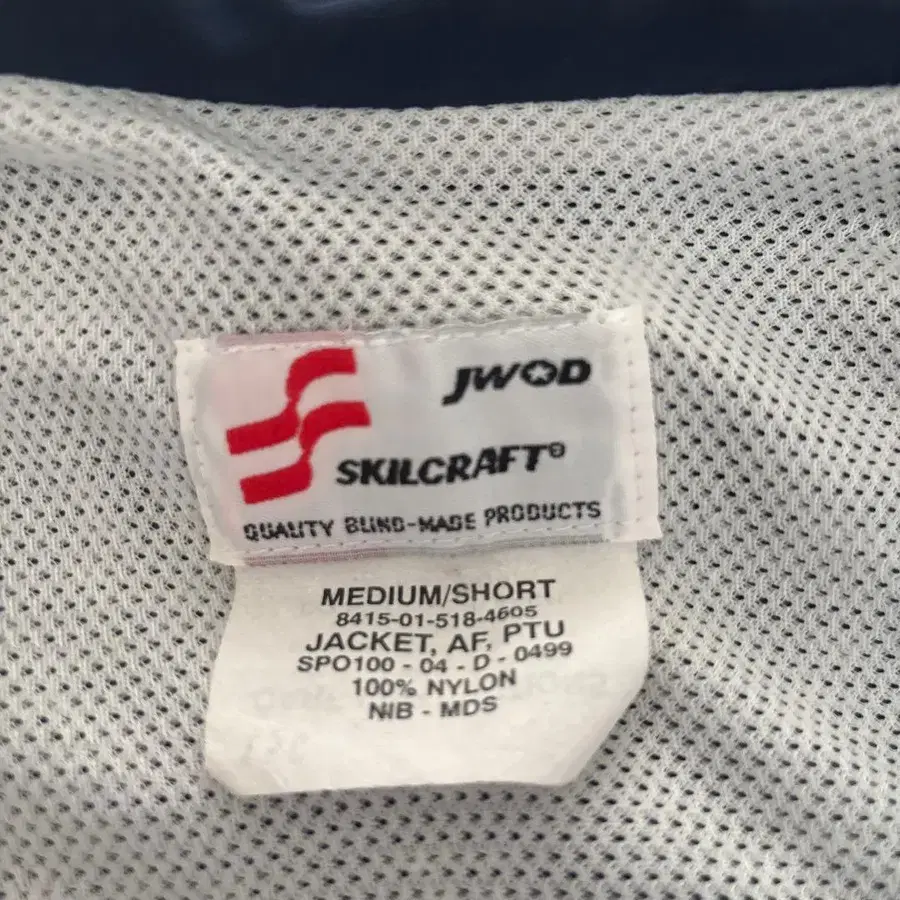 JWOD
SKILCRAFT®
QUALITY BLIND-MADE PRODUCTS
MEDIUM/SHORT
8415-01-518-4605
JACKET, AF, PTU
SPO100 - 04 - D - 0499
100% NYLON
NIB - MDS